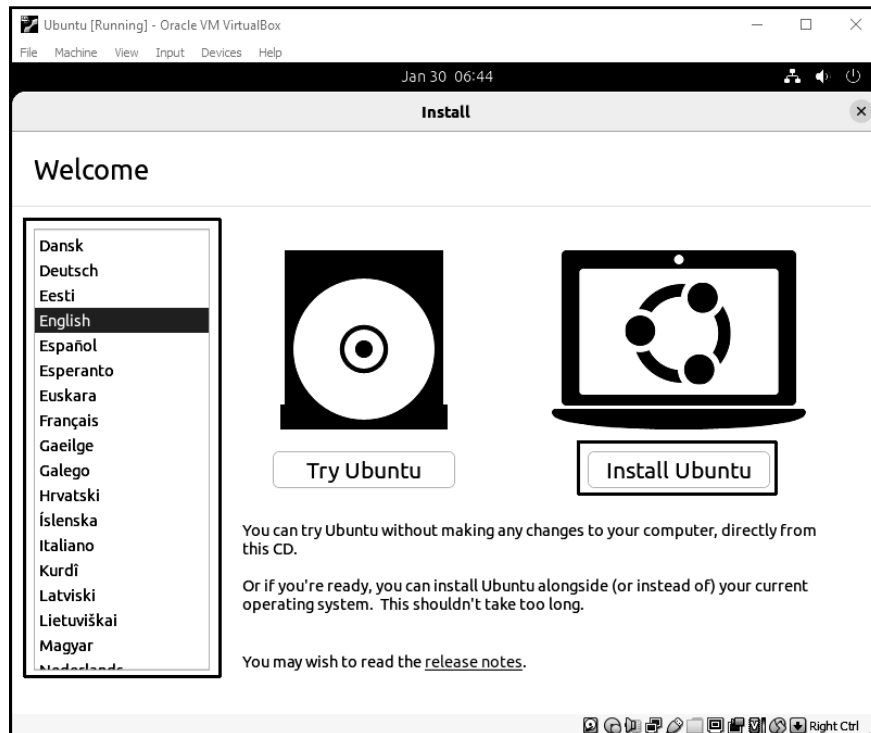 Ubuntu [Running] - Oracle VM VirtualBox
File Machine View Input Devices Help
Jan 30 06:44
Install
Welcome
Dansk
Deutsch
Eesti
English
Español
Esperanto
Euskara
Français
Gaeilge
Galego
Hrvatski
Íslenska
Italiano
Kurdî
Latviski
Lietuviškai
Magyar
Nederlands
Try Ubuntu
Install Ubuntu
You can try Ubuntu without making any changes to your computer, directly from
this CD.
Or if you're ready, you can install Ubuntu alongside (or instead of) your current
operating system. This shouldn't take too long.
You may wish to read the release notes.
Right Ctrl